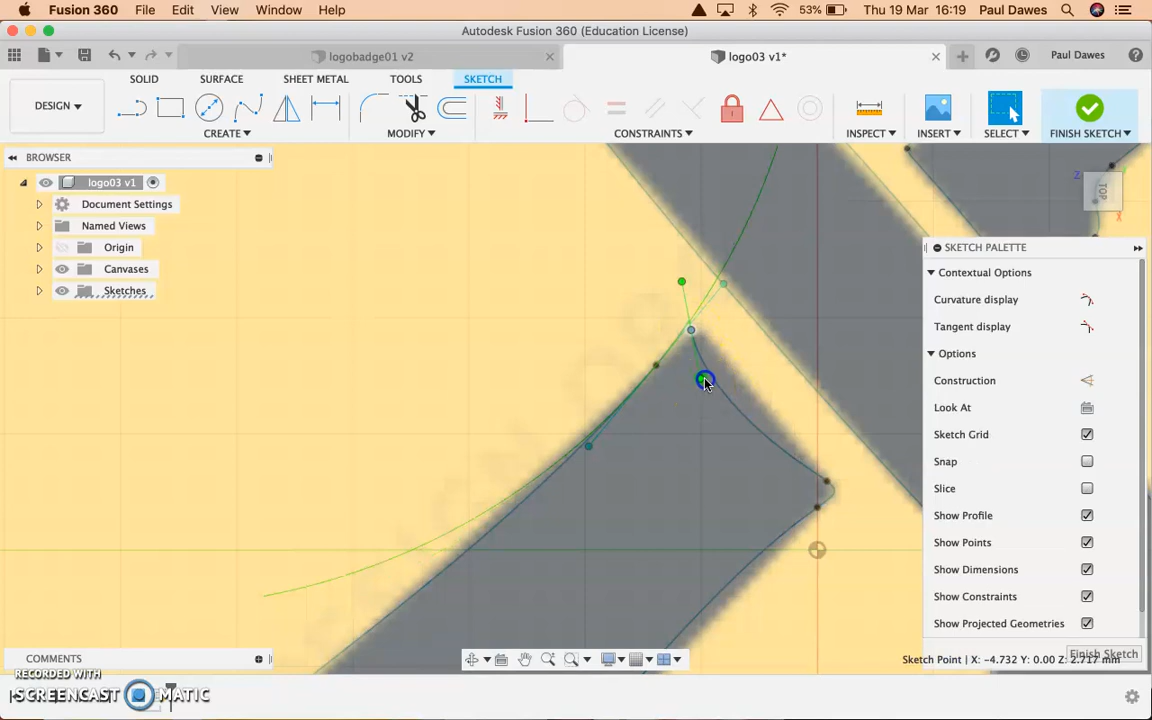 Fusion 360 File Edit View Window Help 53% Thu 19 Mar 16:19 Paul Dawes
Autodesk Fusion 360 (Education License)
logobadge01 v2 logo03 v1* Paul Dawes
SOLID SURFACE SHEET METAL TOOLS SKETCH
DESIGN
CREATE MODIFY CONSTRAINTS INSPECT INSERT SELECT FINISH SKETCH
BROWSER
logo03 v1
Document Settings
Named Views
Origin
Canvases
Sketches
TOP
Z
Y
X
SKETCH PALETTE
Contextual Options
Curvature display
Tangent display
Options
Construction
Look At
Sketch Grid
Snap
Slice
Show Profile
Show Points
Show Dimensions
Show Constraints
Show Projected Geometries
Finish Sketch
COMMENTS
Sketch Point | X: -4.732 Y: 0.00 Z: 2.717 mm
RECORDED WITH
SCREENCAST MATIC